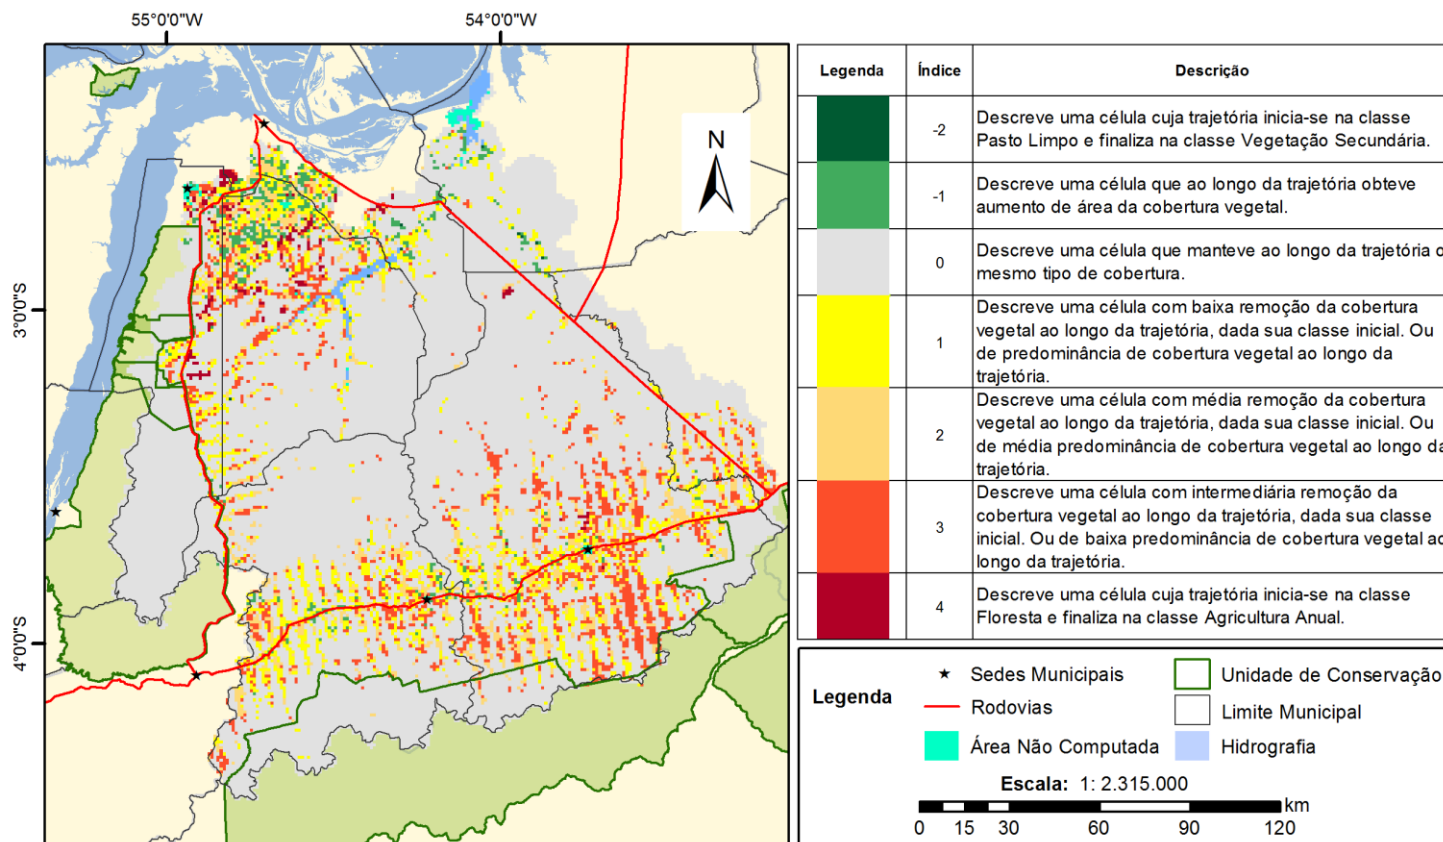 55°0'0"W
54°0'0"W
3°0'0"S
4°0'0"S
N
Legenda
Índice
Descrição
-2
Descreve uma célula cuja trajetória inicia-se na classe
Pasto Limpo e finaliza na classe Vegetação Secundária.
-1
Descreve uma célula que ao longo da trajetória obteve
aumento de área da cobertura vegetal.
0
Descreve uma célula que manteve ao longo da trajetória o
mesmo tipo de cobertura.
1
Descreve uma célula com baixa remoção da cobertura
vegetal ao longo da trajetória, dada sua classe inicial. Ou
de predominância de cobertura vegetal ao longo da
trajetória.
2
Descreve uma célula com média remoção da cobertura
vegetal ao longo da trajetória, dada sua classe inicial. Ou
de média predominância de cobertura vegetal ao longo da
trajetória.
3
Descreve uma célula com intermediária remoção da
cobertura vegetal ao longo da trajetória, dada sua classe
inicial. Ou de baixa predominância de cobertura vegetal ao
longo da trajetória.
4
Descreve uma célula cuja trajetória inicia-se na classe
Floresta e finaliza na classe Agricultura Anual.
Legenda
Sedes Municipais
Unidade de Conservação
Rodovias
Limite Municipal
Área Não Computada
Hidrografia
Escala: 1: 2.315.000
km
0 15 30 60 90 120